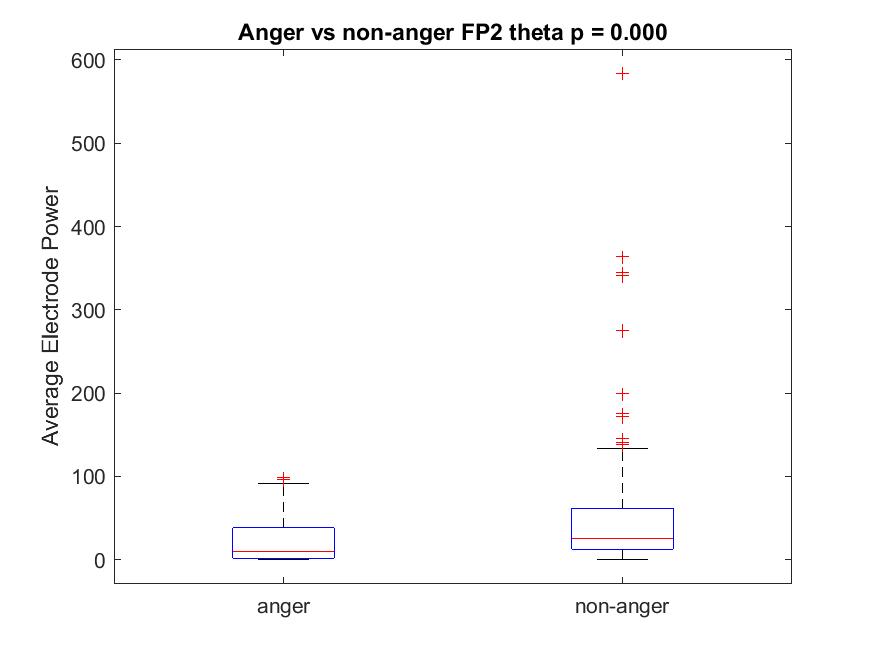 Anger vs non-anger FP2 theta p = 0.000
Average Electrode Power
600
500
400
300
200
100
0
anger
non-anger